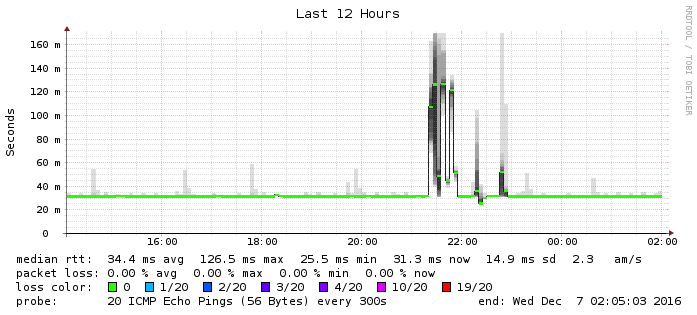 Last 12 Hours
RRDTOOL / TOBI OETIKER
Seconds
160 m
140 m
120 m
100 m
80 m
60 m
40 m
20 m
0
16:00 18:00 20:00 22:00 00:00 02:00
median rtt: 34.4 ms avg 126.5 ms max 25.5 ms min 31.3 ms now 14.9 ms sd 2.3 am/s
packet loss: 0.00 % avg 0.00 % max 0.00 % min 0.00 % now
loss color: 0 1/20 2/20 3/20 4/20 10/20 19/20
probe: 20 ICMP Echo Pings (56 Bytes) every 300s end: Wed Dec 7 02:05:03 2016